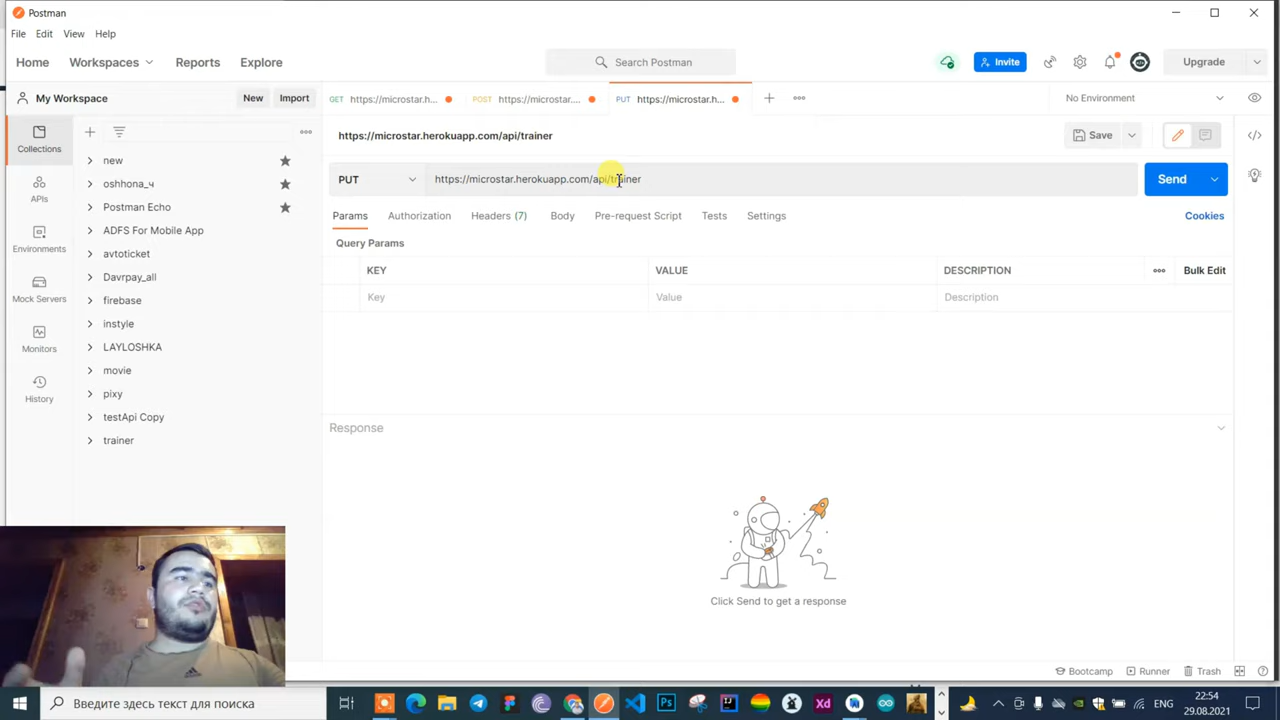 Postman
File Edit View Help
Home Workspaces Reports Explore Search Postman Invite Upgrade
My Workspace New Import GET https://microstar.h... POST https://microstar.... PUT https://microstar.h... No Environment
Collections
APIs
Environments
Mock Servers
Monitors
History
new
oshhona_ч
Postman Echo
ADFS For Mobile App
avtoticket
Davrpay_all
firebase
instyle
LAYLOSHKA
movie
pixy
testApi Copy
trainer
https://microstar.herokuapp.com/api/trainer Save
PUT https://microstar.herokuapp.com/api/trainer Send
Params Authorization Headers (7) Body Pre-request Script Tests Settings Cookies
Query Params
KEY VALUE DESCRIPTION Bulk Edit
Key Value Description
Response
Click Send to get a response
Bootcamp Runner Trash
Введите здесь текст для поиска
ENG
22:54
29.08.2021